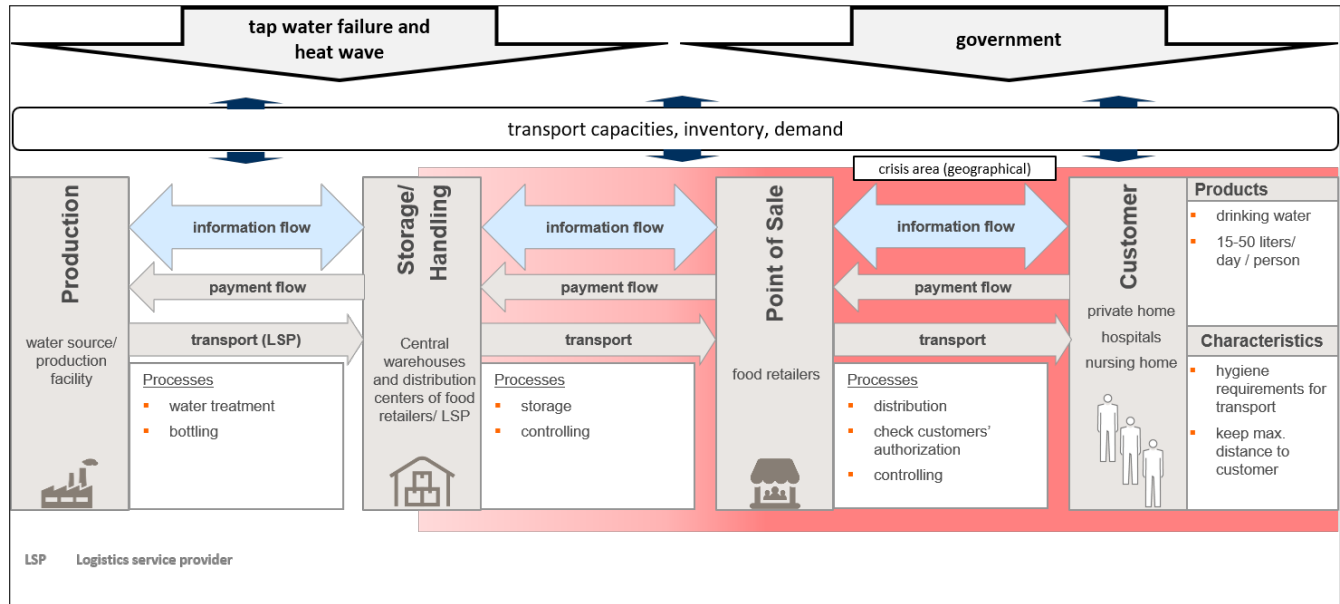 tap water failure and
heat wave
government
transport capacities, inventory, demand
crisis area (geographical)
Production
water source/
production
facility
information flow
payment flow
transport (LSP)
Processes
▪ water treatment
▪ bottling
Storage/
Handling
Central
warehouses
and distribution
centers of food
retailers/ LSP
information flow
payment flow
transport
Processes
▪ storage
▪ controlling
Point of Sale
food retailers
information flow
payment flow
transport
Processes
▪ distribution
▪ check customers'
authorization
▪ controlling
Customer
private home
hospitals
nursing home
Products
▪ drinking water
▪ 15-50 liters/
day / person
Characteristics
▪ hygiene
requirements for
transport
▪ keep max.
distance to
customer
LSP Logistics service provider